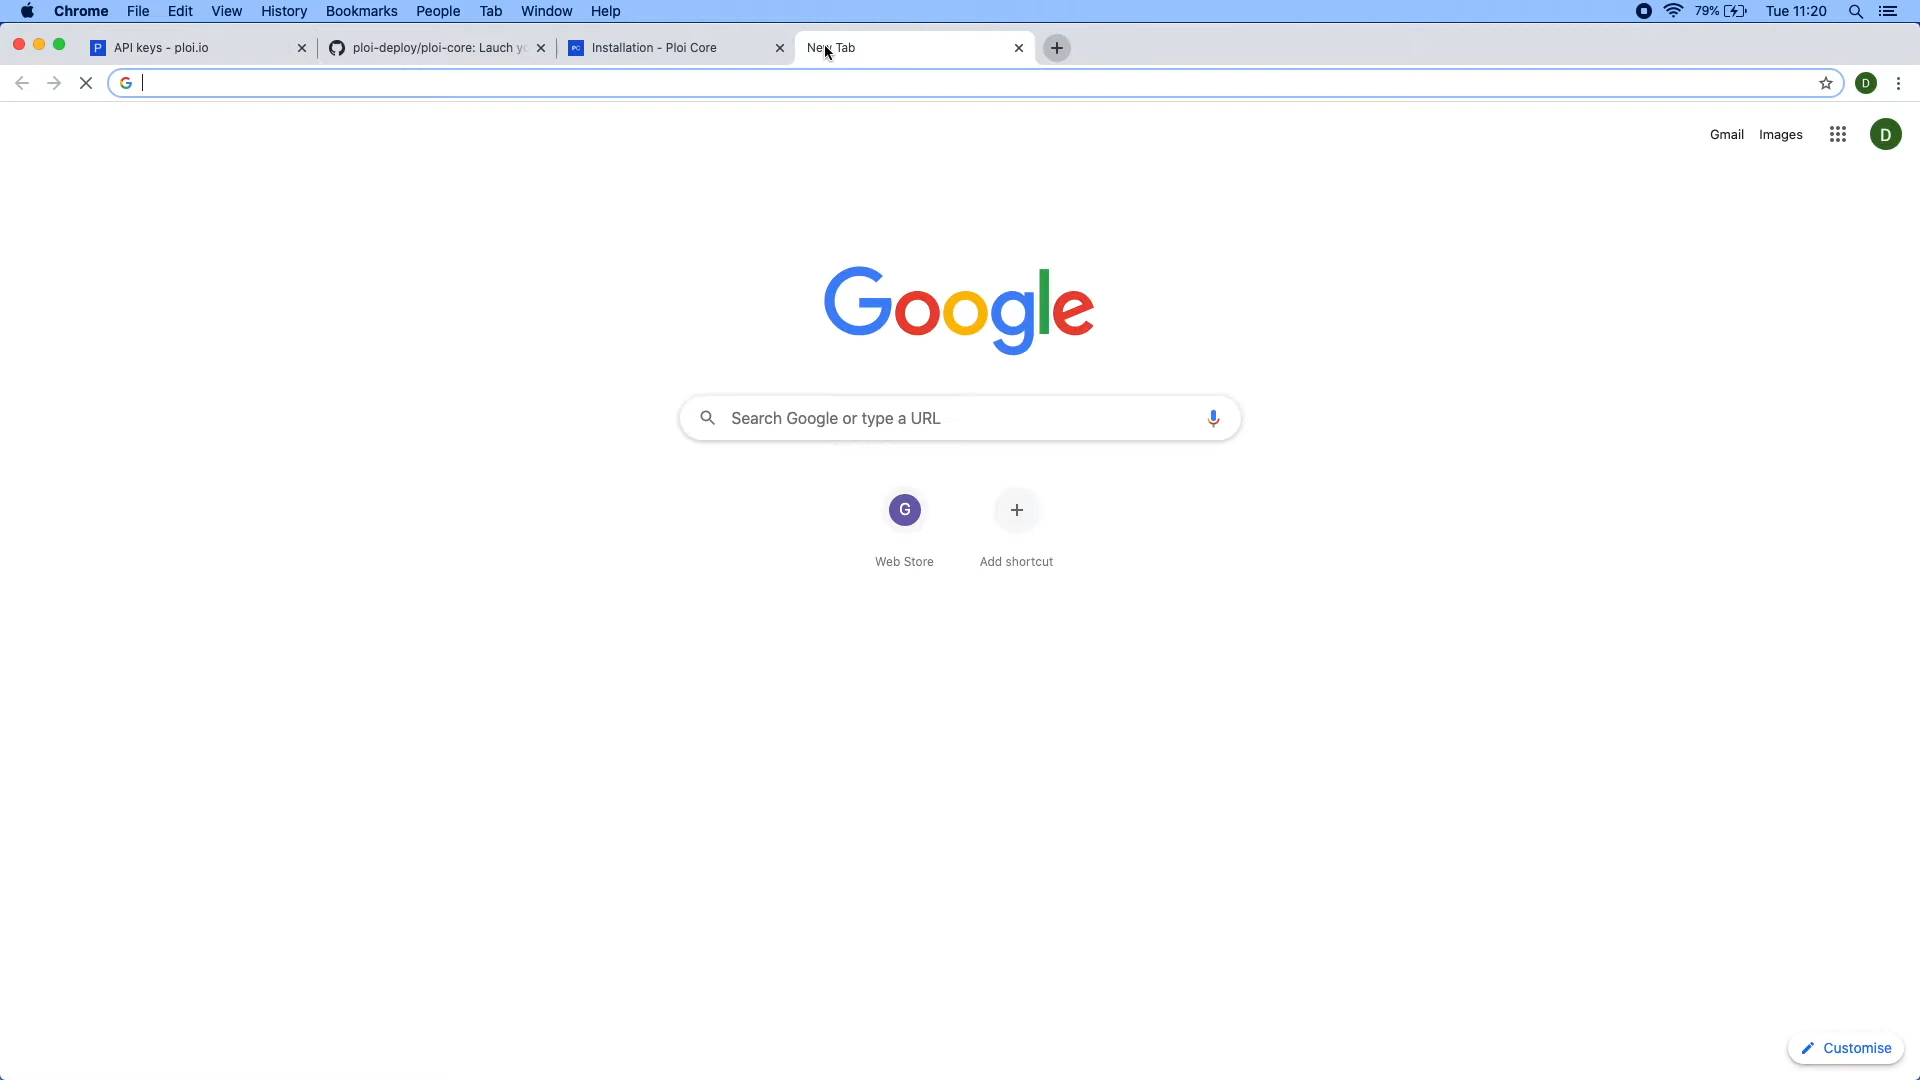 Chrome File Edit View History Bookmarks People Tab Window Help 79% Tue 11:20
P API keys - ploi.io ploi-deploy/ploi-core: Lauch yo PC Installation - Ploi Core New Tab
G D
Gmail Images D
Google
Search Google or type a URL
G
Web Store Add shortcut
Customise